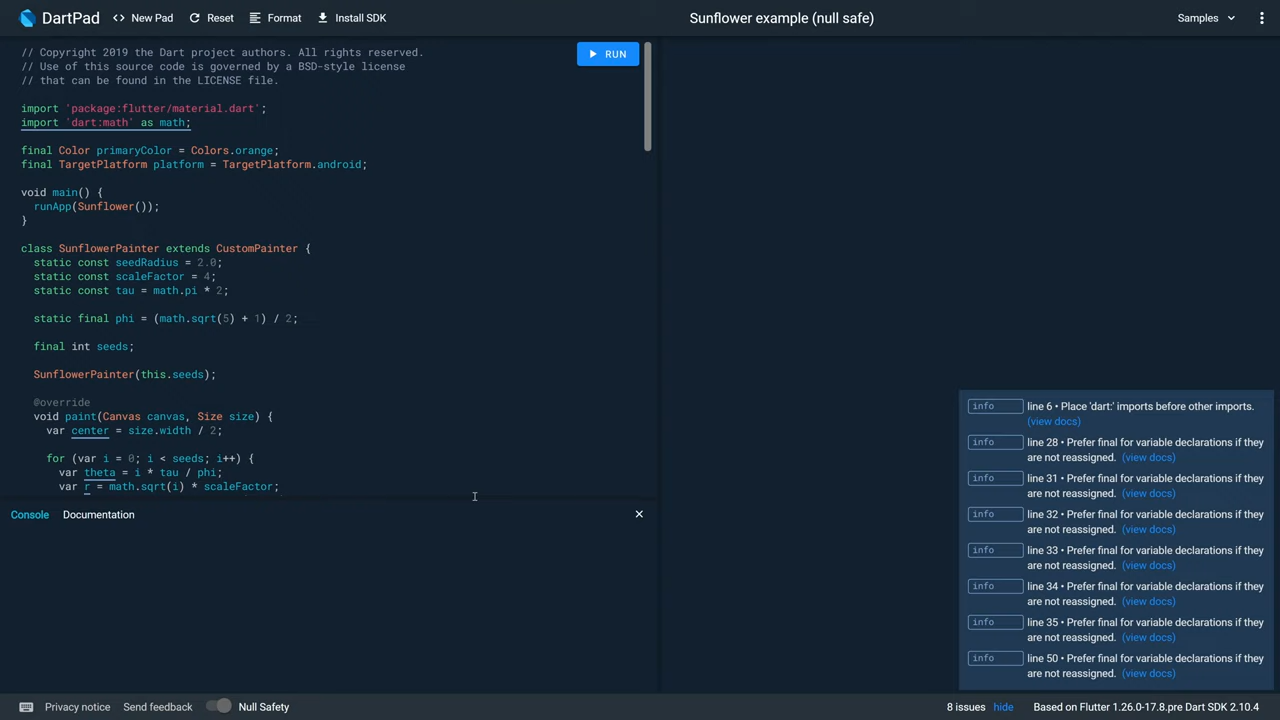 DartPad
New Pad
Reset
Format
Install SDK
Sunflower example (null safe)
Samples
// Copyright 2019 the Dart project authors. All rights reserved.
// Use of this source code is governed by a BSD-style license
// that can be found in the LICENSE file.
RUN
import 'package:flutter/material.dart';
import 'dart:math' as math;
final Color primaryColor = Colors.orange;
final TargetPlatform platform = TargetPlatform.android;
void main() {
runApp(Sunflower());
}
class SunflowerPainter extends CustomPainter {
static const seedRadius = 2.0;
static const scaleFactor = 4;
static const tau = math.pi * 2;
static final phi = (math.sqrt(5) + 1) / 2;
final int seeds;
SunflowerPainter(this.seeds);
@override
void paint(Canvas canvas, Size size) {
var center = size.width / 2;
for (var i = 0; i < seeds; i++) {
var theta = i * tau / phi;
var r = math.sqrt(i) * scaleFactor;
Console
Documentation
info
line 6 • Place 'dart:' imports before other imports.
(view docs)
info
line 28 • Prefer final for variable declarations if they
are not reassigned. (view docs)
info
line 31 • Prefer final for variable declarations if they
are not reassigned. (view docs)
info
line 32 • Prefer final for variable declarations if they
are not reassigned. (view docs)
info
line 33 • Prefer final for variable declarations if they
are not reassigned. (view docs)
info
line 34 • Prefer final for variable declarations if they
are not reassigned. (view docs)
info
line 35 • Prefer final for variable declarations if they
are not reassigned. (view docs)
info
line 50 • Prefer final for variable declarations if they
are not reassigned. (view docs)
Privacy notice
Send feedback
Null Safety
8 issues
hide
Based on Flutter 1.26.0-17.8.pre Dart SDK 2.10.4